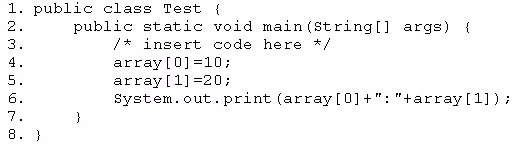 1. public class Test {
2.     public static void main(String[] args) {
3.         /* insert code here */
4.         array[0]=10;
5.         array[1]=20;
6.         System.out.print(array[0]+":"+array[1]);
7.     }
8. }